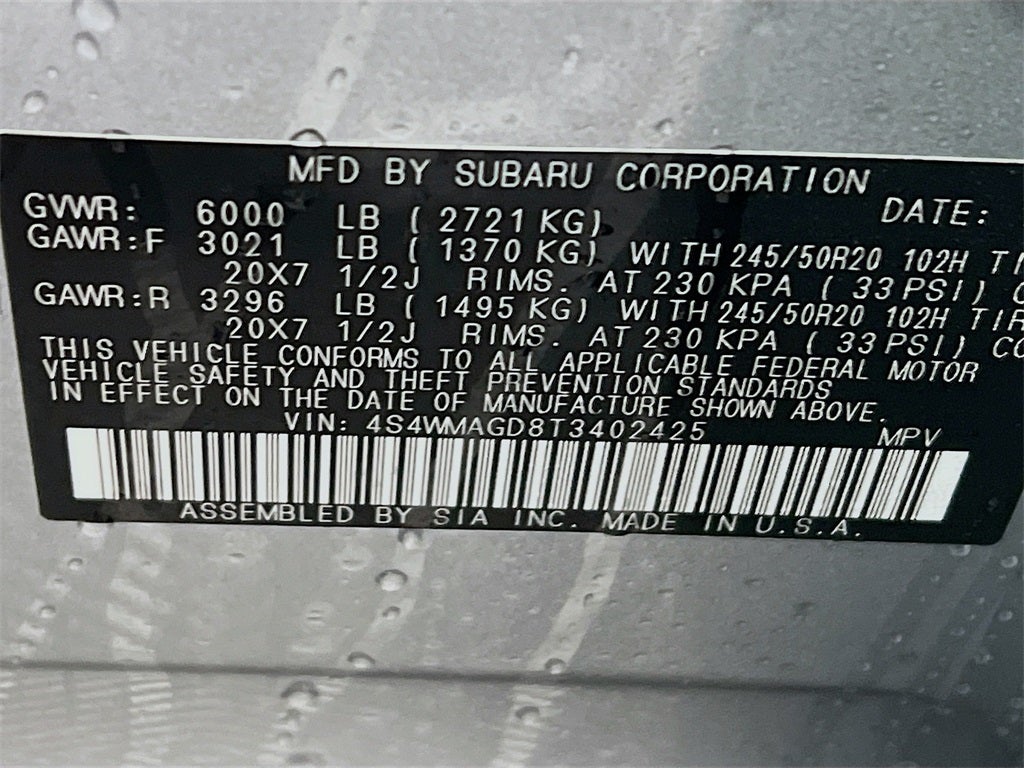 MFD BY SUBARU CORPORATION
GVWR: 6000 LB ( 2721 KG) DATE:
GAWR:F 3021 LB ( 1370 KG) WITH 245/50R20 102H
20X7 1/2J RIMS. AT 230 KPA ( 33 PSI)
GAWR:R 3296 LB ( 1495 KG) WITH 245/50R20 102H
20X7 1/2J RIMS. AT 230 KPA ( 33 PSI)
THIS VEHICLE CONFORMS TO ALL APPLICABLE FEDERAL MOTOR
VEHICLE SAFETY AND THEFT PREVENTION STANDARDS
IN EFFECT ON THE DATE OF MANUFACTURE SHOWN ABOVE.
VIN: 4S4WMAGD8T3402425 MPV
ASSEMBLED BY SIA INC. MADE IN U.S.A.